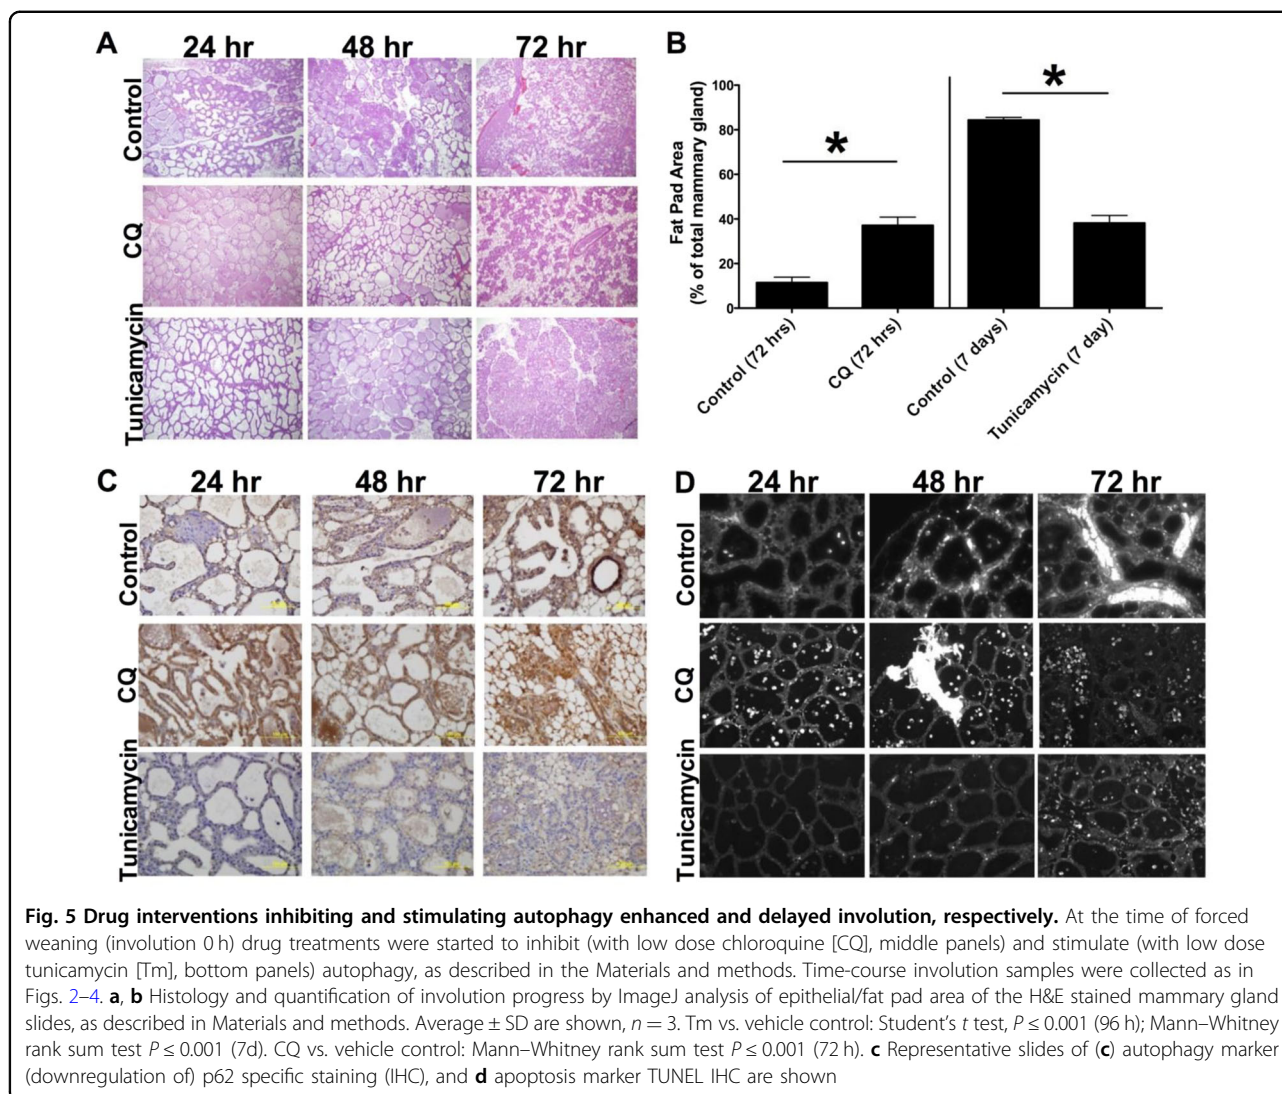 A
24 hr 48 hr 72 hr
Control
CQ
Tunicamycin
B
*
*
Fat Pad Area
(% of total mammary gland)
100
80
60
40
20
0
Control (72 hrs)
CQ (72 hrs)
Control (7 days)
Tunicamycin (7 day)
C
24 hr 48 hr 72 hr
Control
CQ
Tunicamycin
D
24 hr 48 hr 72 hr
Control
CQ
Tunicamycin
Fig. 5 Drug interventions inhibiting and stimulating autophagy enhanced and delayed involution, respectively. At the time of forced
weaning (involution 0 h) drug treatments were started to inhibit (with low dose chloroquine [CQ], middle panels) and stimulate (with low dose
tunicamycin [Tm], bottom panels) autophagy, as described in the Materials and methods. Time-course involution samples were collected as in
Figs. 2–4. a, b Histology and quantification of involution progress by ImageJ analysis of epithelial/fat pad area of the H&E stained mammary gland
slides, as described in Materials and methods. Average ± SD are shown, n = 3. Tm vs. vehicle control: Student's t test, P ≤ 0.001 (96 h); Mann–Whitney
rank sum test P ≤ 0.001 (7d). CQ vs. vehicle control: Mann–Whitney rank sum test P ≤ 0.001 (72 h). c Representative slides of (c) autophagy marker
(downregulation of) p62 specific staining (IHC), and d apoptosis marker TUNEL IHC are shown